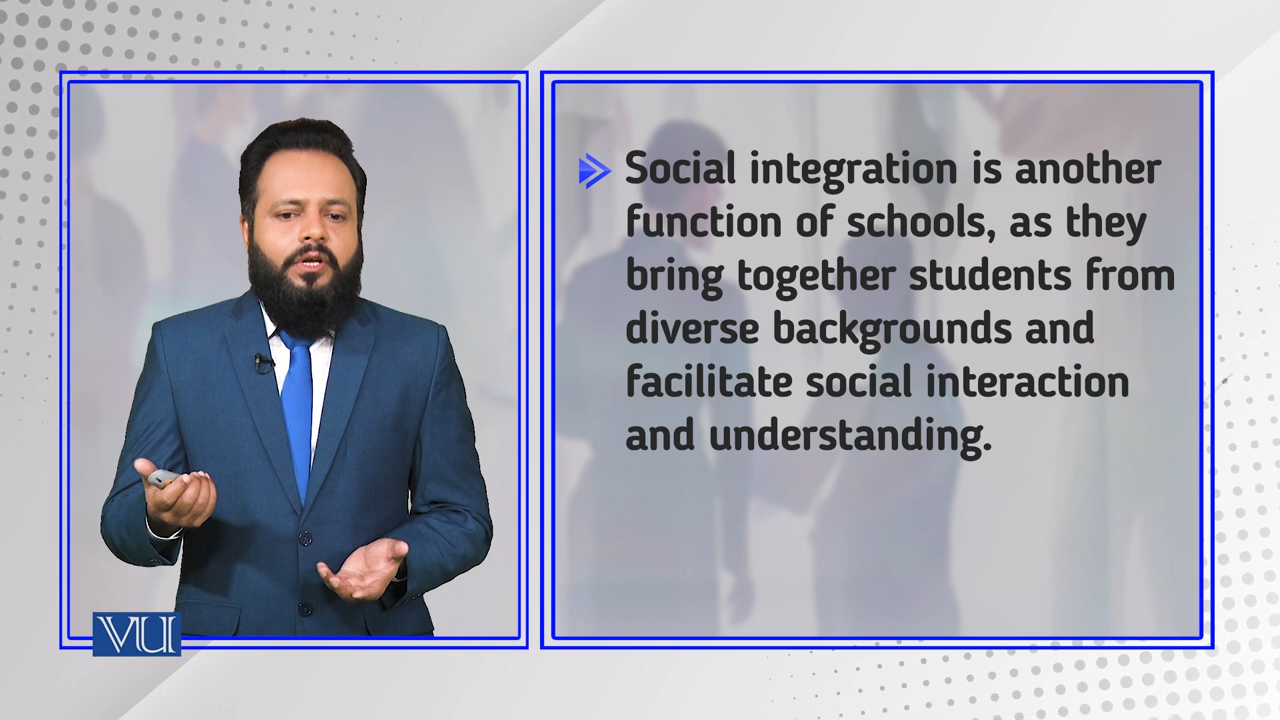 Social integration is another
function of schools, as they
bring together students from
diverse backgrounds and
facilitate social interaction
and understanding.
VU